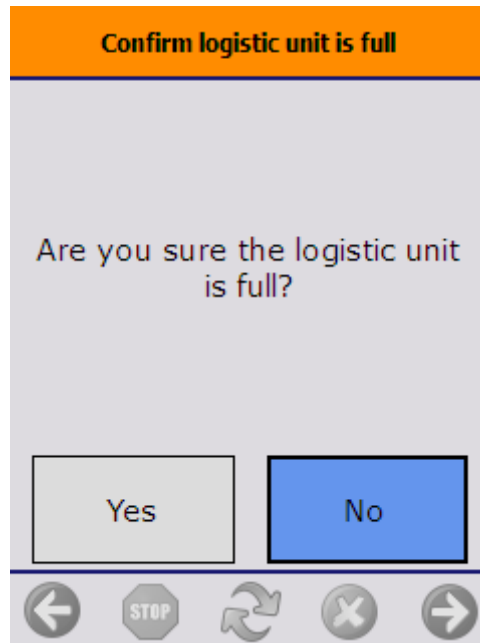 Confirm logistic unit is full
Are you sure the logistic unit
is full?
Yes
No
STOP